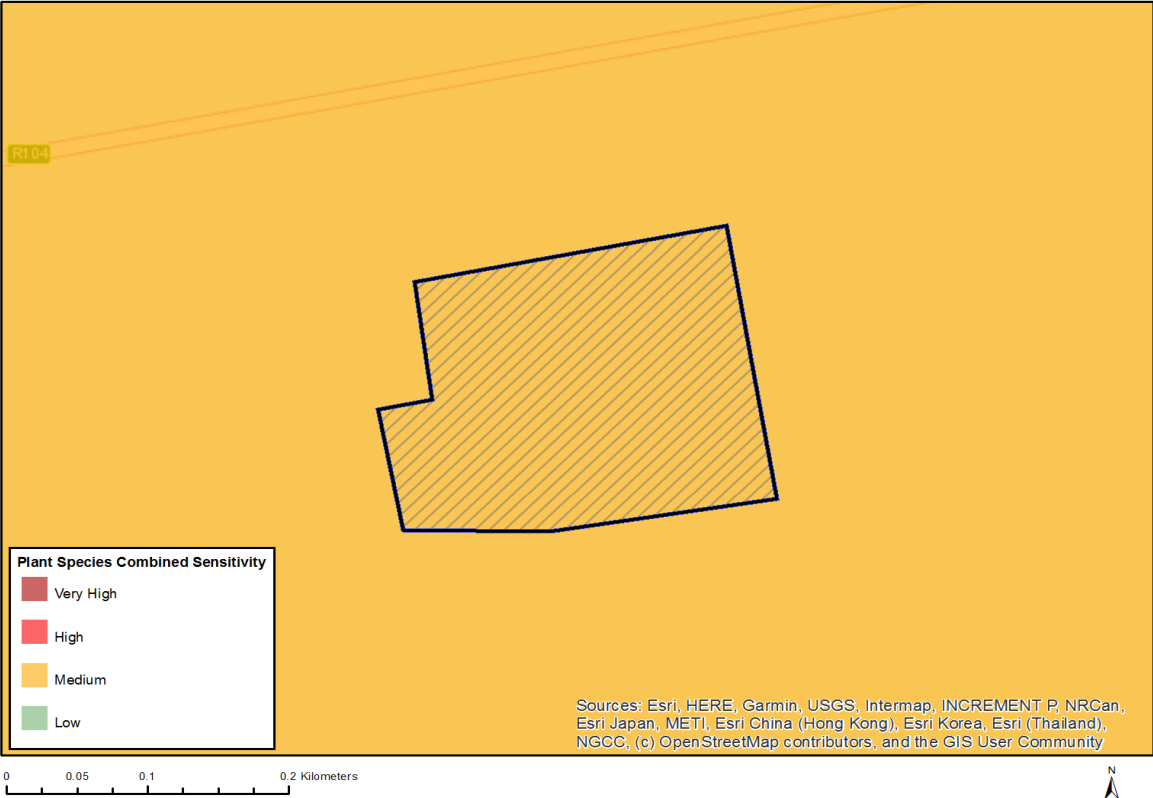 R104
Plant Species Combined Sensitivity
Very High
High
Medium
Low
Sources: Esri, HERE, Garmin, USGS, Intermap, INCREMENT P, NRCan,
Esri Japan, METI, Esri China (Hong Kong), Esri Korea, Esri (Thailand),
NGCC, (c) OpenStreetMap contributors, and the GIS User Community
0 0.05 0.1 0.2 Kilometers
N